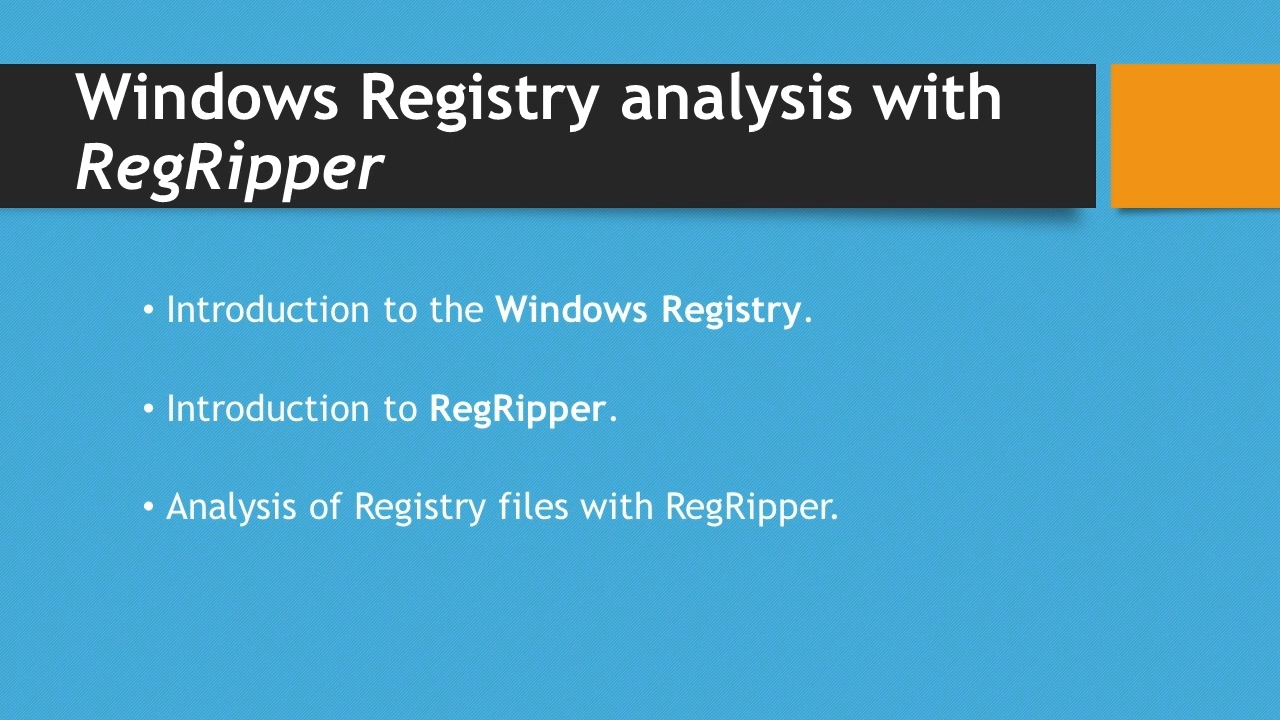 Windows Registry analysis with
RegRipper
• Introduction to the Windows Registry.
• Introduction to RegRipper.
• Analysis of Registry files with RegRipper.